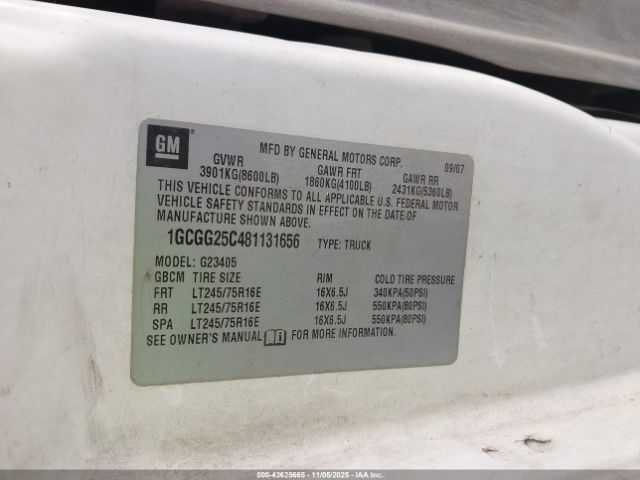 GM
MFD BY GENERAL MOTORS CORP. 09/07
GVWR GAWR FRT GAWR RR
3901KG(8600LB) 1860KG(4100LB) 2431KG(5360LB)
THIS VEHICLE CONFORMS TO ALL APPLICABLE U.S. FEDERAL MOTOR
VEHICLE SAFETY STANDARDS IN EFFECT ON THE DATE OF
MANUFACTURE SHOWN ABOVE.
1GCGG25C481131656 TYPE: TRUCK
MODEL: G23405
GBCM TIRE SIZE RIM COLD TIRE PRESSURE
FRT LT245/75R16E 16X6.5J 340KPA(50PSI)
RR LT245/75R16E 16X6.5J 550KPA(80PSI)
SPA LT245/75R16E 16X6.5J 550KPA(80PSI)
SEE OWNER'S MANUAL FOR MORE INFORMATION.
000-43625665 - 11/05/2025 - IAAI.CA